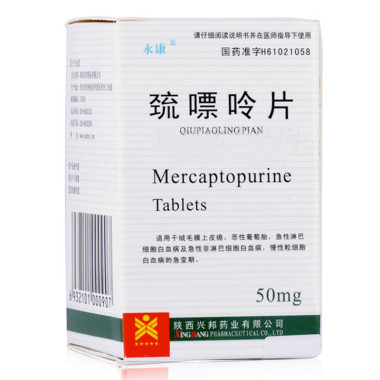 请仔细阅读说明书并在医师指导下使用
永康®
国药准字H61021058
巯嘌呤片
QIUPIAOLING PIAN
Mercaptopurine
Tablets
适用于绒毛膜上皮癌、恶性葡萄胎、急性淋巴
细胞白血病及急性非淋巴细胞白血病、慢性粒细胞
白血病的急变期。
50mg
陕西兴邦药业有限公司
XINGBANG PHARMACEUTICAL CO.,LTD
6932101000907